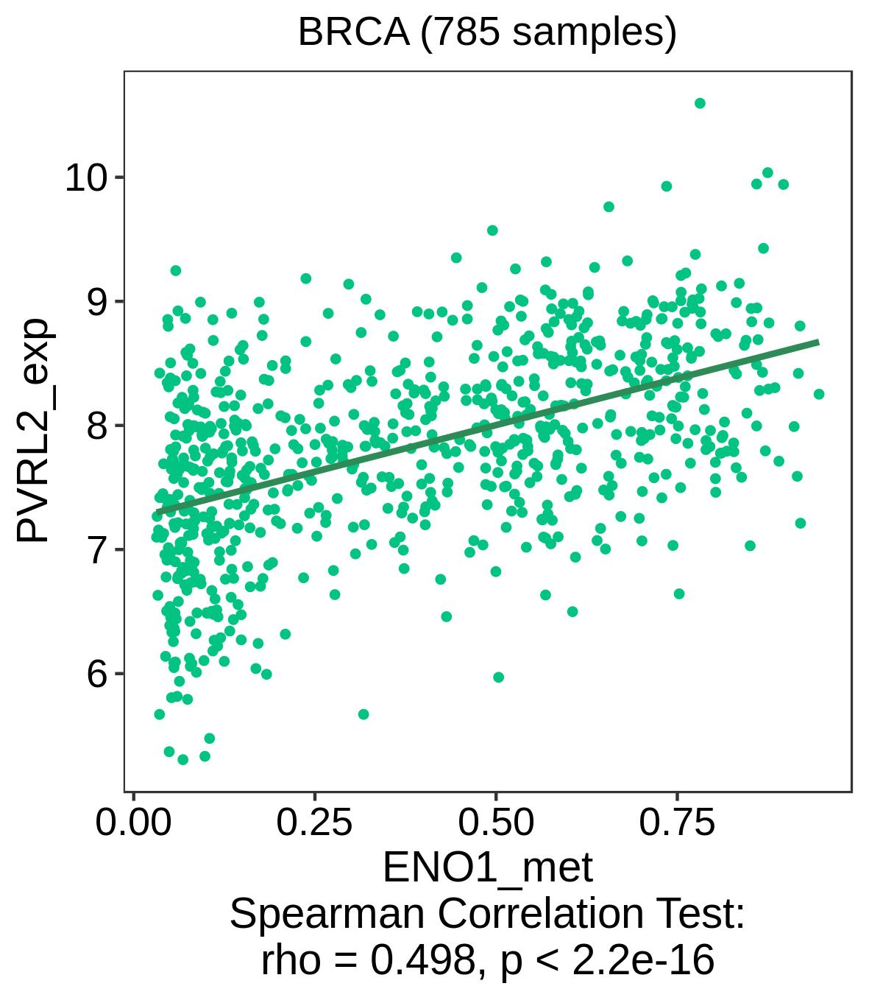 BRCA (785 samples)
10
9
8
7
6
PVRL2_exp
0.00 0.25 0.50 0.75
ENO1_met
Spearman Correlation Test:
rho = 0.498, p < 2.2e-16